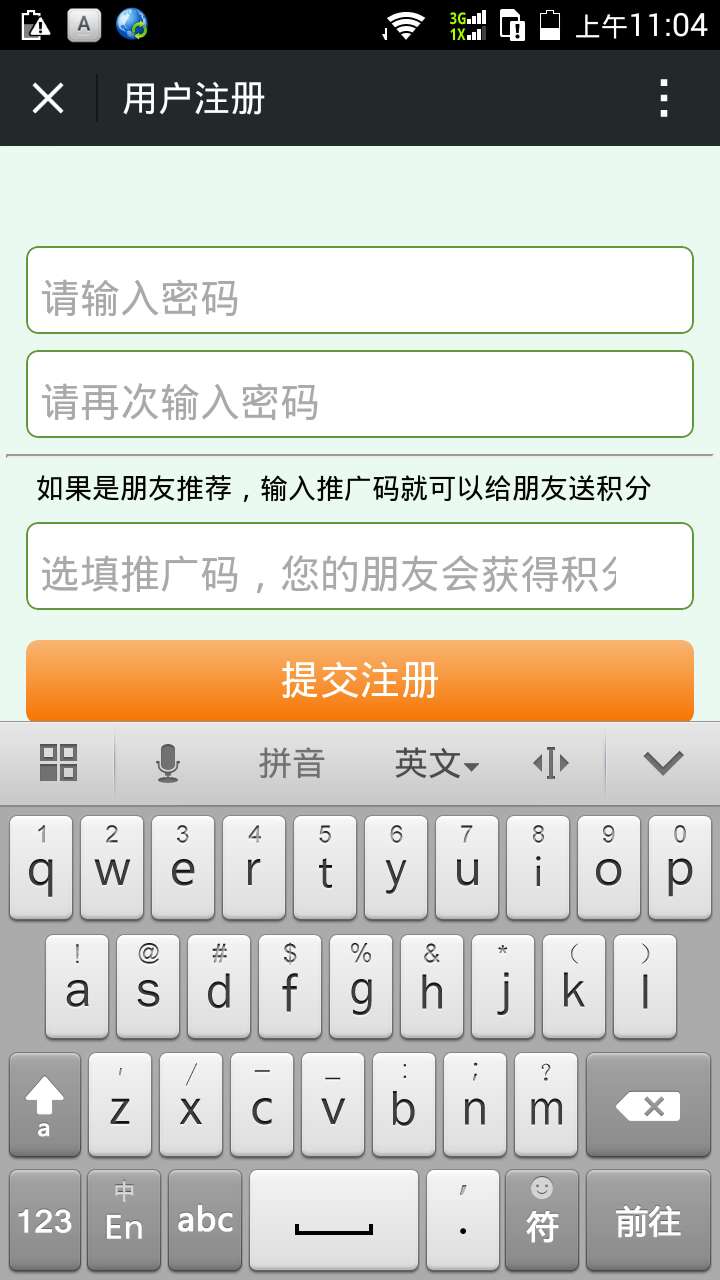 A 3G 1X 上午11:04
用户注册
请输入密码
请再次输入密码
如果是朋友推荐，输入推广码就可以给朋友送积分
选填推广码，您的朋友会获得积
提交注册
拼音 英文
1 2 3 4 5 6 7 8 9 0
q w e r t y u i o p
! @ # $ % & * ( )
a s d f g h j k l
' / – _ : ; ?
a z x c v b n m
中
123 En abc . 符 前往